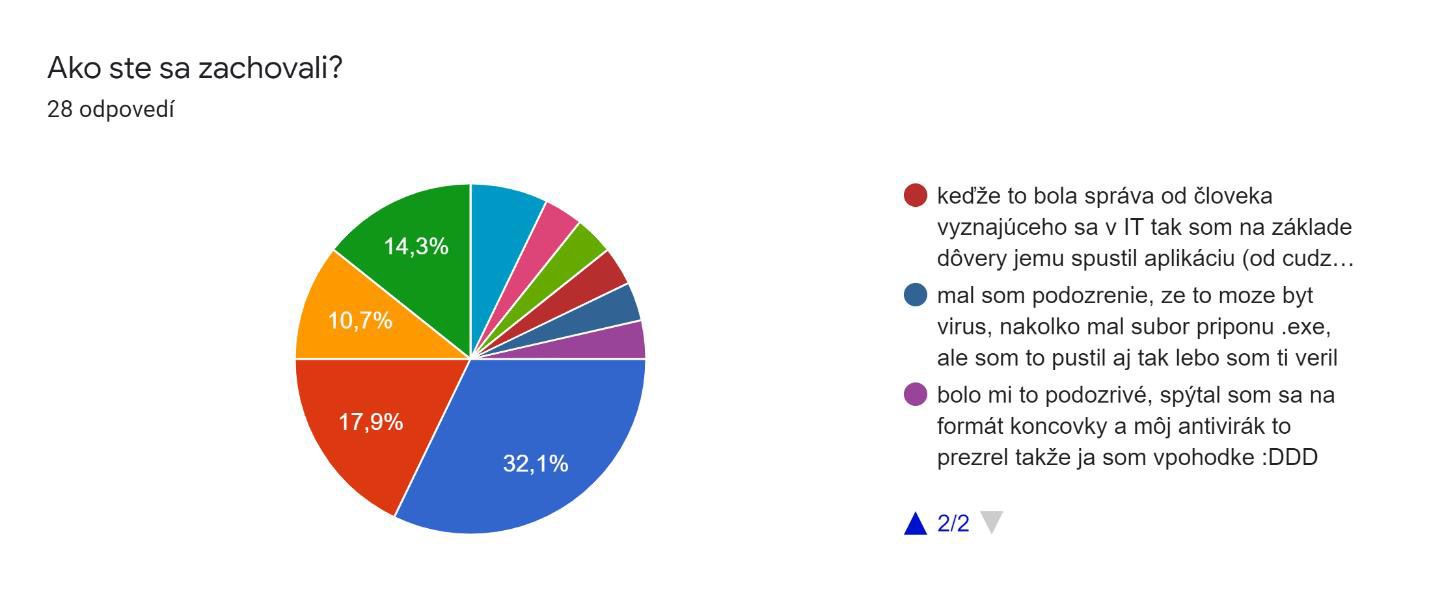 Ako ste sa zachovali?
28 odpovedí
14,3%
10,7%
17,9%
32,1%
keďže to bola správa od človeka
vyznajúceho sa v IT tak som na základe
dôvery jemu spustil aplikáciu (od cudz…
mal som podozrenie, ze to moze byt
virus, nakolko mal subor priponu .exe,
ale som to pustil aj tak lebo som ti veril
bolo mi to podozrivé, spýtal som sa na
formát koncovky a môj antivirák to
prezrel takže ja som vpohodke :DDD
2/2